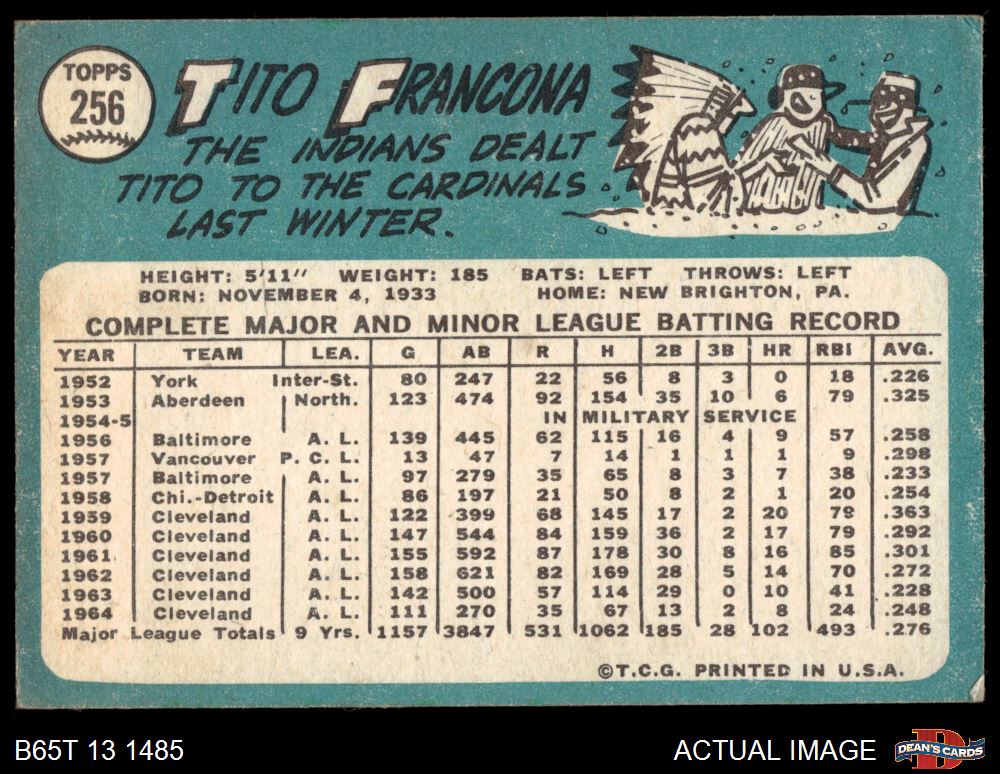 TOPPS
256
TITO FRANCONA
THE INDIANS DEALT
TITO TO THE CARDINALS
LAST WINTER.
HEIGHT: 5'11" WEIGHT: 185 BATS: LEFT THROWS: LEFT
BORN: NOVEMBER 4, 1933 HOME: NEW BRIGHTON, PA.
COMPLETE MAJOR AND MINOR LEAGUE BATTING RECORD
YEAR TEAM LEA. G AB R H 2B 3B HR RBI AVG.
1952 York Inter-St. 80 247 22 56 8 3 0 18 .226
1953 Aberdeen North. 123 474 92 154 35 10 6 79 .325
1954-5 IN MILITARY SERVICE
1956 Baltimore A. L. 139 445 62 115 16 4 9 57 .258
1957 Vancouver P. C. L. 13 47 7 14 1 1 1 9 .298
1957 Baltimore A. L. 97 279 35 65 8 3 7 38 .233
1958 Chi.-Detroit A. L. 86 197 21 50 8 2 1 20 .254
1959 Cleveland A. L. 122 399 68 145 17 2 20 79 .363
1960 Cleveland A. L. 147 544 84 159 36 2 17 79 .292
1961 Cleveland A. L. 155 592 87 178 30 8 16 85 .301
1962 Cleveland A. L. 158 621 82 169 28 5 14 70 .272
1963 Cleveland A. L. 142 500 57 114 29 0 10 41 .228
1964 Cleveland A. L. 111 270 35 67 13 2 8 24 .248
Major League Totals 9 Yrs. 1157 3847 531 1062 185 28 102 493 .276
©T.C.G. PRINTED IN U.S.A.
B65T 13 1485 ACTUAL IMAGE D DEAN'S CARDS